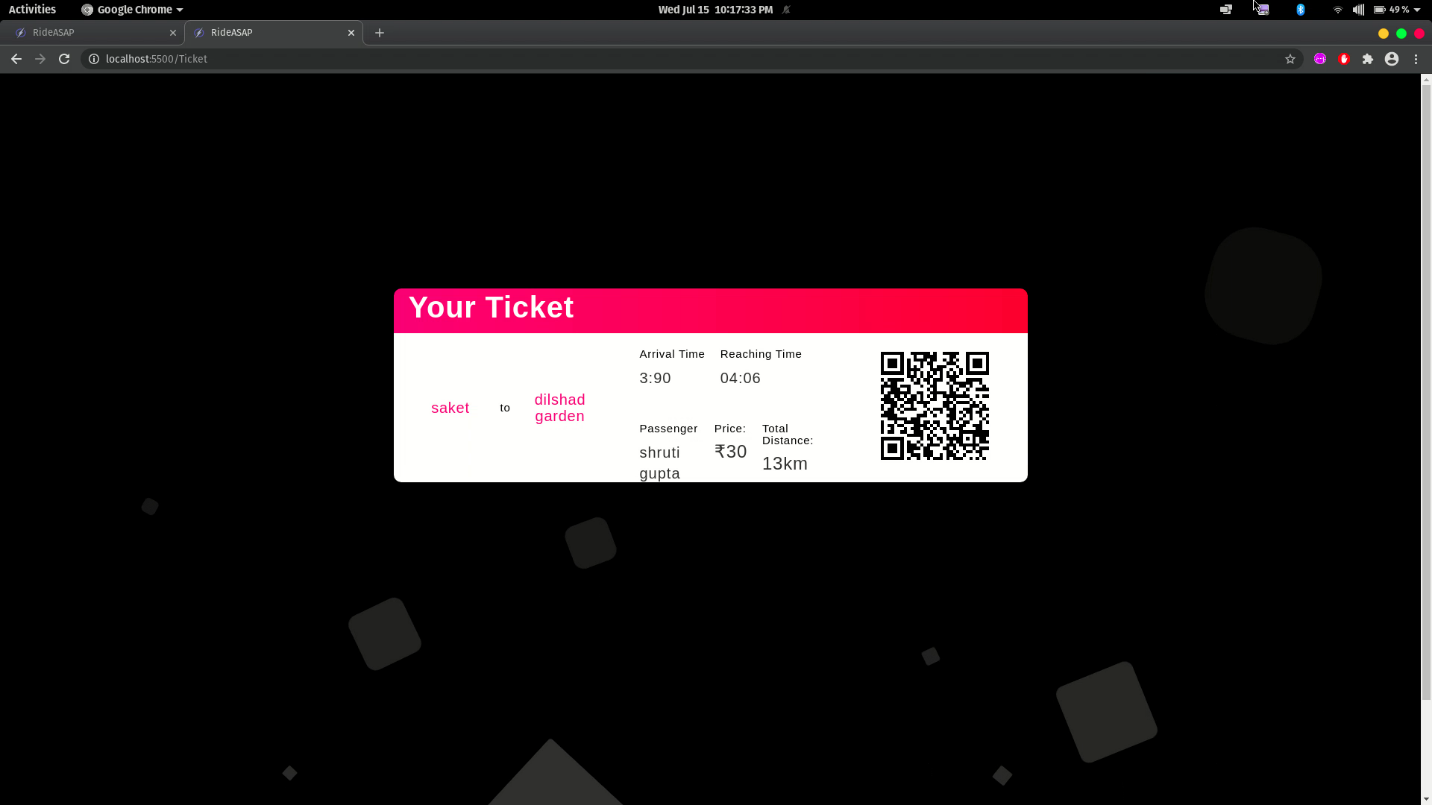 Activities
Google Chrome
Wed Jul 15 10:17:33 PM
49 %
RideASAP
RideASAP
localhost:5500/Ticket
Your Ticket
saket
to
dilshad
garden
Arrival Time
Reaching Time
3:90
04:06
Passenger
Price:
Total
Distance:
shruti
gupta
₹30
13km